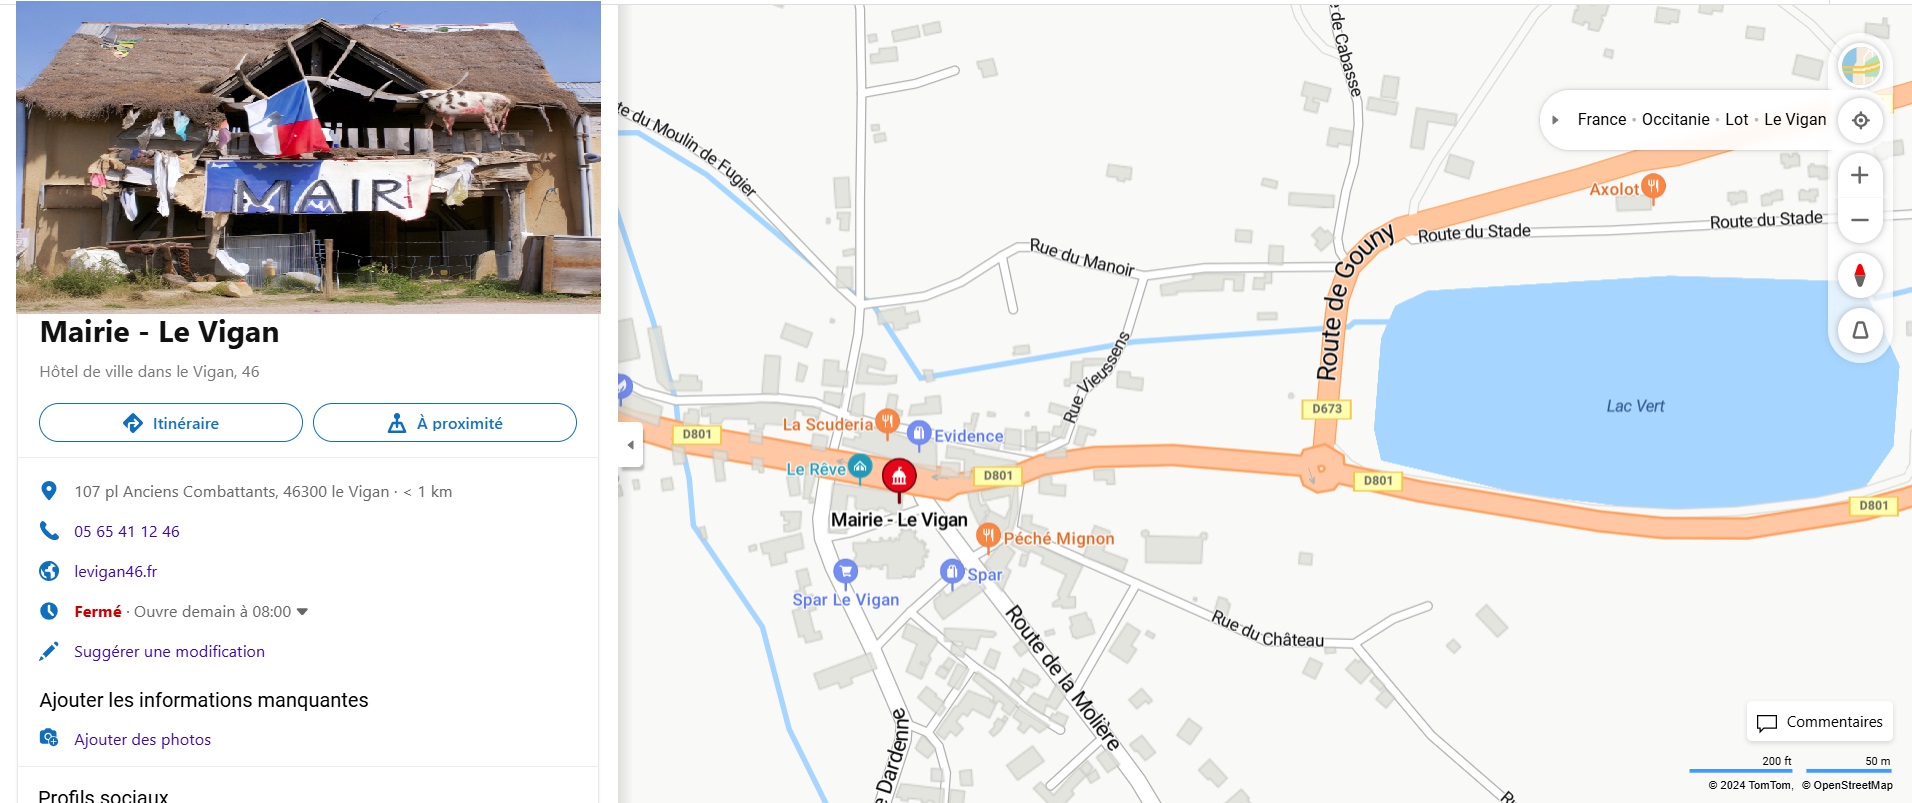 MAIRI
Mairie - Le Vigan
Hôtel de ville dans le Vigan, 46
Itinéraire
À proximité
107 pl Anciens Combattants, 46300 le Vigan · < 1 km
05 65 41 12 46
levigan46.fr
Fermé · Ouvre demain à 08:00
Suggérer une modification
Ajouter les informations manquantes
Ajouter des photos
Profils sociaux
de Cabasse
te du Moulin de Fugier
France · Occitanie · Lot · Le Vigan
Axolot
Route du Stade
Route du Stade
Rue du Manoir
Route de Gouny
Rue Vieussens
D673
Lac Vert
La Scuderia
D801
Evidence
Le Rêve
D801
D801
D801
Mairie - Le Vigan
Péché Mignon
Spar
Spar Le Vigan
Rue du Château
Route de la Molière
e Dardenne
Commentaires
200 ft
50 m
© 2024 TomTom, © OpenStreetMap